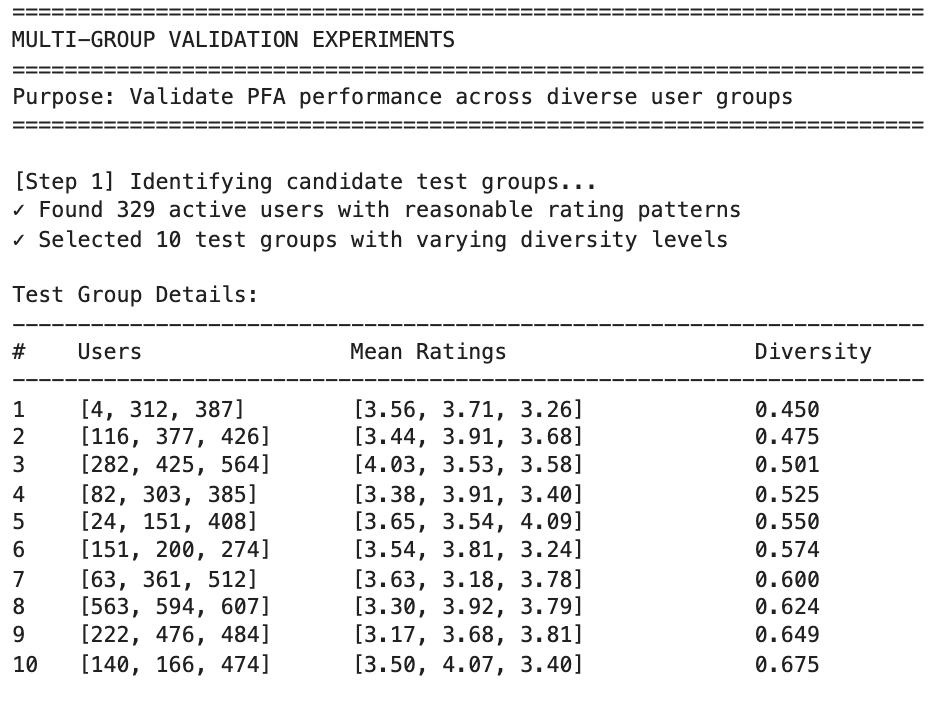 ======================================================================
MULTI-GROUP VALIDATION EXPERIMENTS
======================================================================
Purpose: Validate PFA performance across diverse user groups
======================================================================
[Step 1] Identifying candidate test groups...
✓ Found 329 active users with reasonable rating patterns
✓ Selected 10 test groups with varying diversity levels
Test Group Details:
----------------------------------------------------------------------
#    Users                Mean Ratings                   Diversity
----------------------------------------------------------------------
1    [4, 312, 387]        [3.56, 3.71, 3.26]             0.450
2    [116, 377, 426]      [3.44, 3.91, 3.68]             0.475
3    [282, 425, 564]      [4.03, 3.53, 3.58]             0.501
4    [82, 303, 385]       [3.38, 3.91, 3.40]             0.525
5    [24, 151, 408]       [3.65, 3.54, 4.09]             0.550
6    [151, 200, 274]      [3.54, 3.81, 3.24]             0.574
7    [63, 361, 512]       [3.63, 3.18, 3.78]             0.600
8    [563, 594, 607]      [3.30, 3.92, 3.79]             0.624
9    [222, 476, 484]      [3.17, 3.68, 3.81]             0.649
10   [140, 166, 474]      [3.50, 4.07, 3.40]             0.675